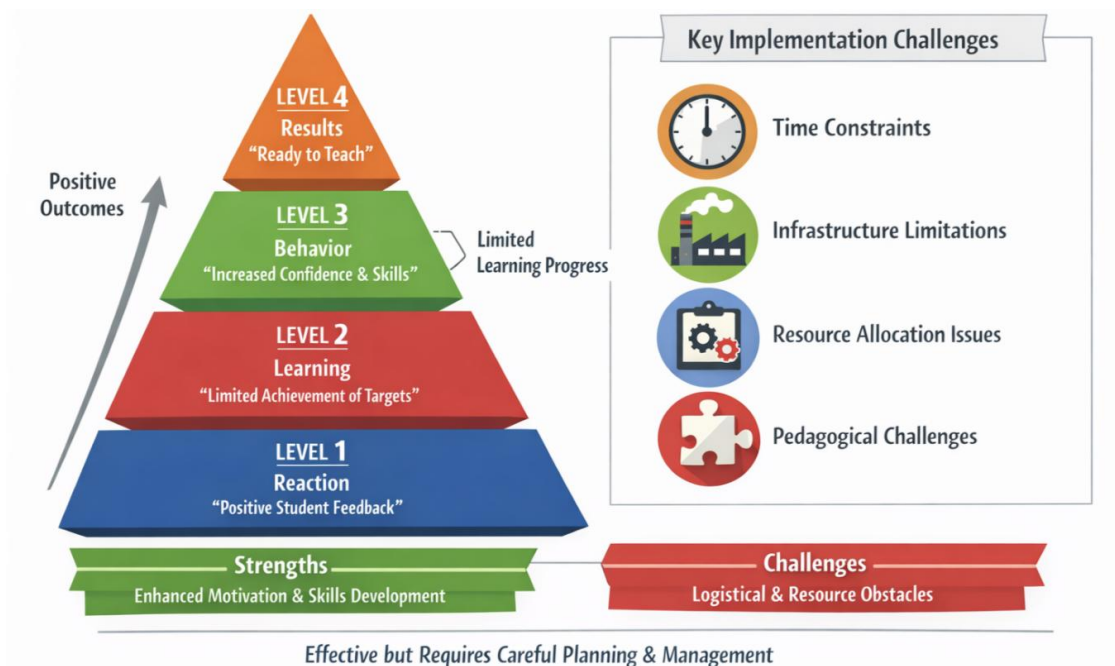 LEVEL 4
Results
“Ready to Teach”
Positive
Outcomes
LEVEL 3
Behavior
“Increased Confidence & Skills”
Limited
Learning Progress
LEVEL 2
Learning
“Limited Achievement of Targets”
LEVEL 1
Reaction
“Positive Student Feedback”
Key Implementation Challenges
Time Constraints
Infrastructure Limitations
Resource Allocation Issues
Pedagogical Challenges
Strengths
Enhanced Motivation & Skills Development
Challenges
Logistical & Resource Obstacles
Effective but Requires Careful Planning & Management